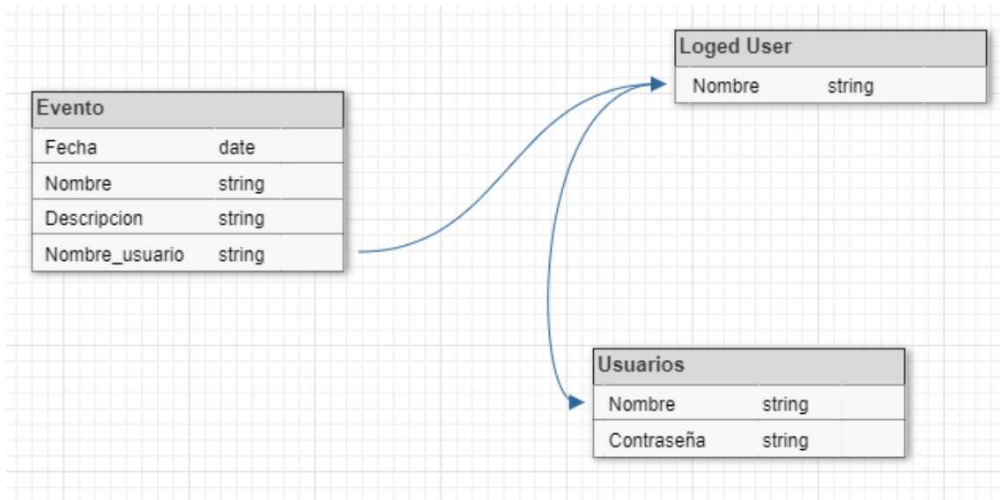 Loged User
Nombre string
Evento
Fecha date
Nombre string
Descripcion string
Nombre_usuario string
Usuarios
Nombre string
Contraseña string